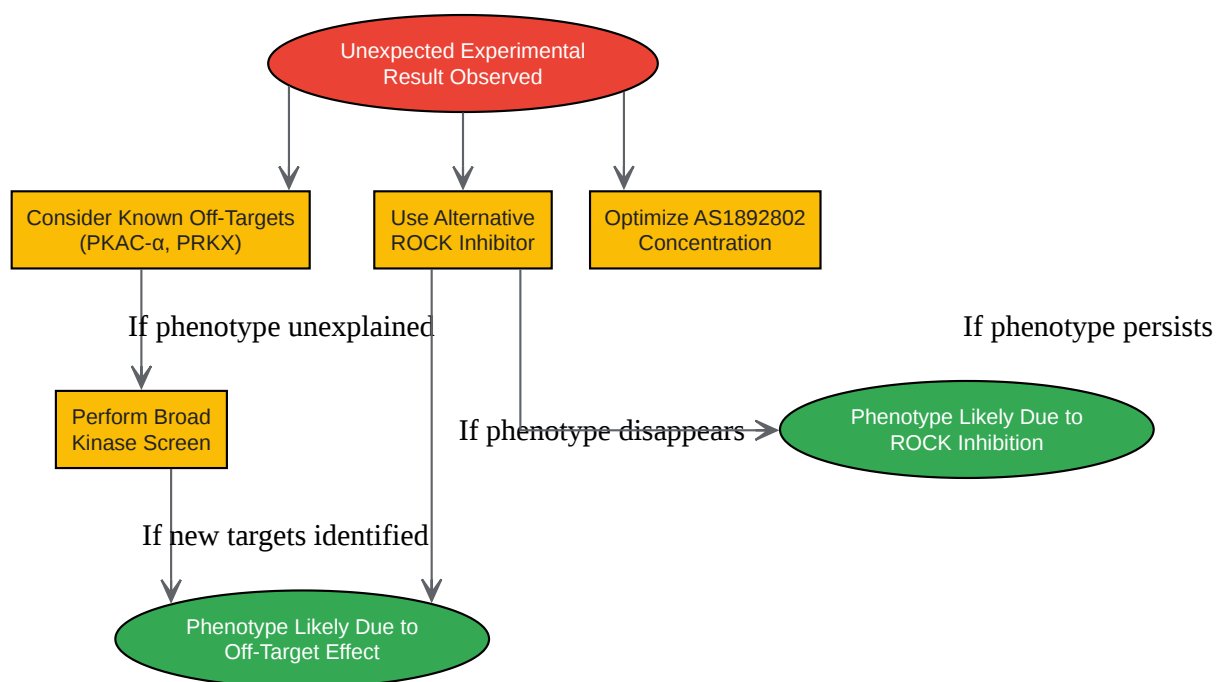 Unexpected Experimental
Result Observed
Consider Known Off-Targets
(PKAC-α, PRKX)
Use Alternative
ROCK Inhibitor
Optimize AS1892802
Concentration
If phenotype unexplained
If phenotype persists
Perform Broad
Kinase Screen
If phenotype disappears
Phenotype Likely Due to
ROCK Inhibition
If new targets identified
Phenotype Likely Due to
Off-Target Effect